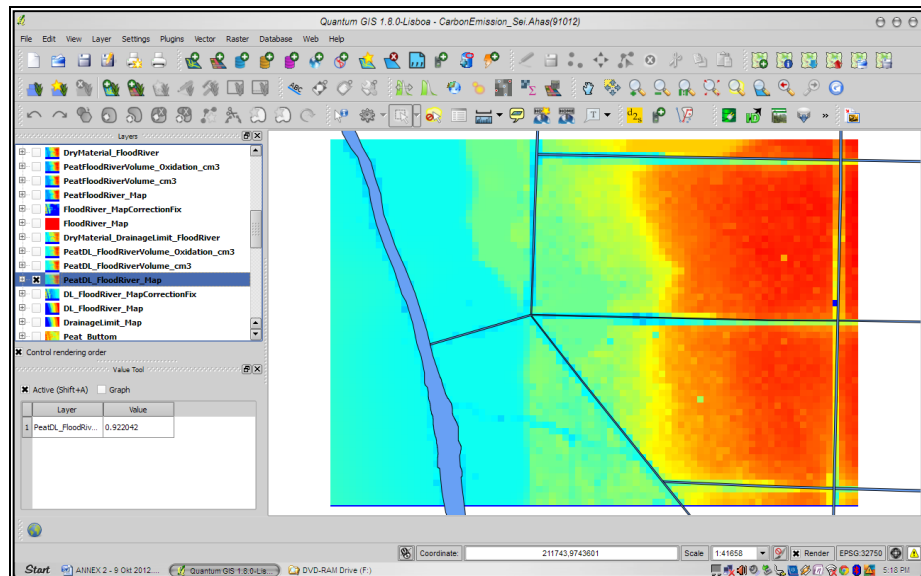 Quantum GIS 1.8.0-Lisboa - CarbonEmission_Sei.Ahas(91012)
File Edit View Layer Settings Plugins Vector Raster Database Web Help
Layers
DryMaterial_FloodRiver
PeatFloodRiverVolume_Oxidation_cm3
PeatFloodRiverVolume_cm3
FloodRiver_MapCorrectionFix
FloodRiver_Map
DryMaterial_DrainageLimit_FloodRiver
PeatDL_FloodRiverVolume_Oxidation_cm3
PeatDL_FloodRiverVolume_cm3
PeatDL_FloodRiver_Map
DL_FloodRiver_MapCorrectionFix
DL_FloodRiver_Map
DrainageLimit_Map
Peat_Buttom
Control rendering order
Value Tool
Active (Shift+A) Graph
Layer Value
1 PeatDL_FloodRiv... 0.922042
Coordinate: 211743,9743601 Scale 1:41658 Render EPSG:32750
Start ANNEX 2 - 9 Okt 2012.... Quantum GIS 1.8.0-Lis... DVD-RAM Drive (F:) 5:18 PM